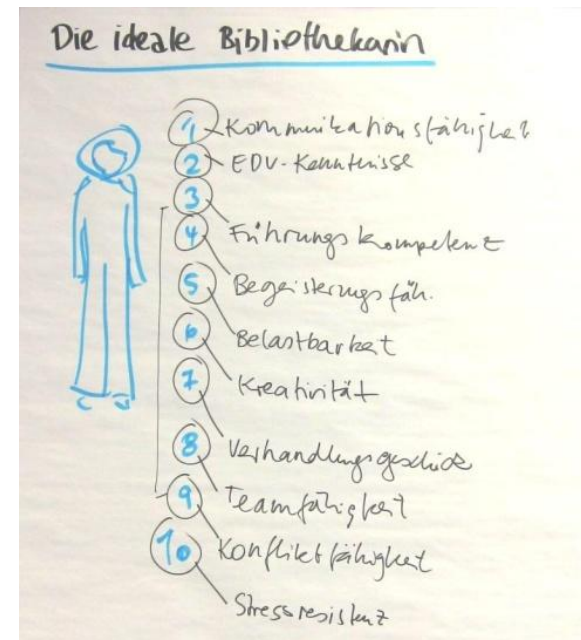 Die ideale Bibliothekarin
1 Kommunikationsfähigkeit
2 EDV-Kenntnisse
3 Führungskompetenz
4 Begeisterungsfäh.
5 Belastbarkeit
6 Kreativität
7 Verhandlungsgeschick
8 Teamfähigkeit
9 Konfliktfähigkeit
10 Stressresistenz